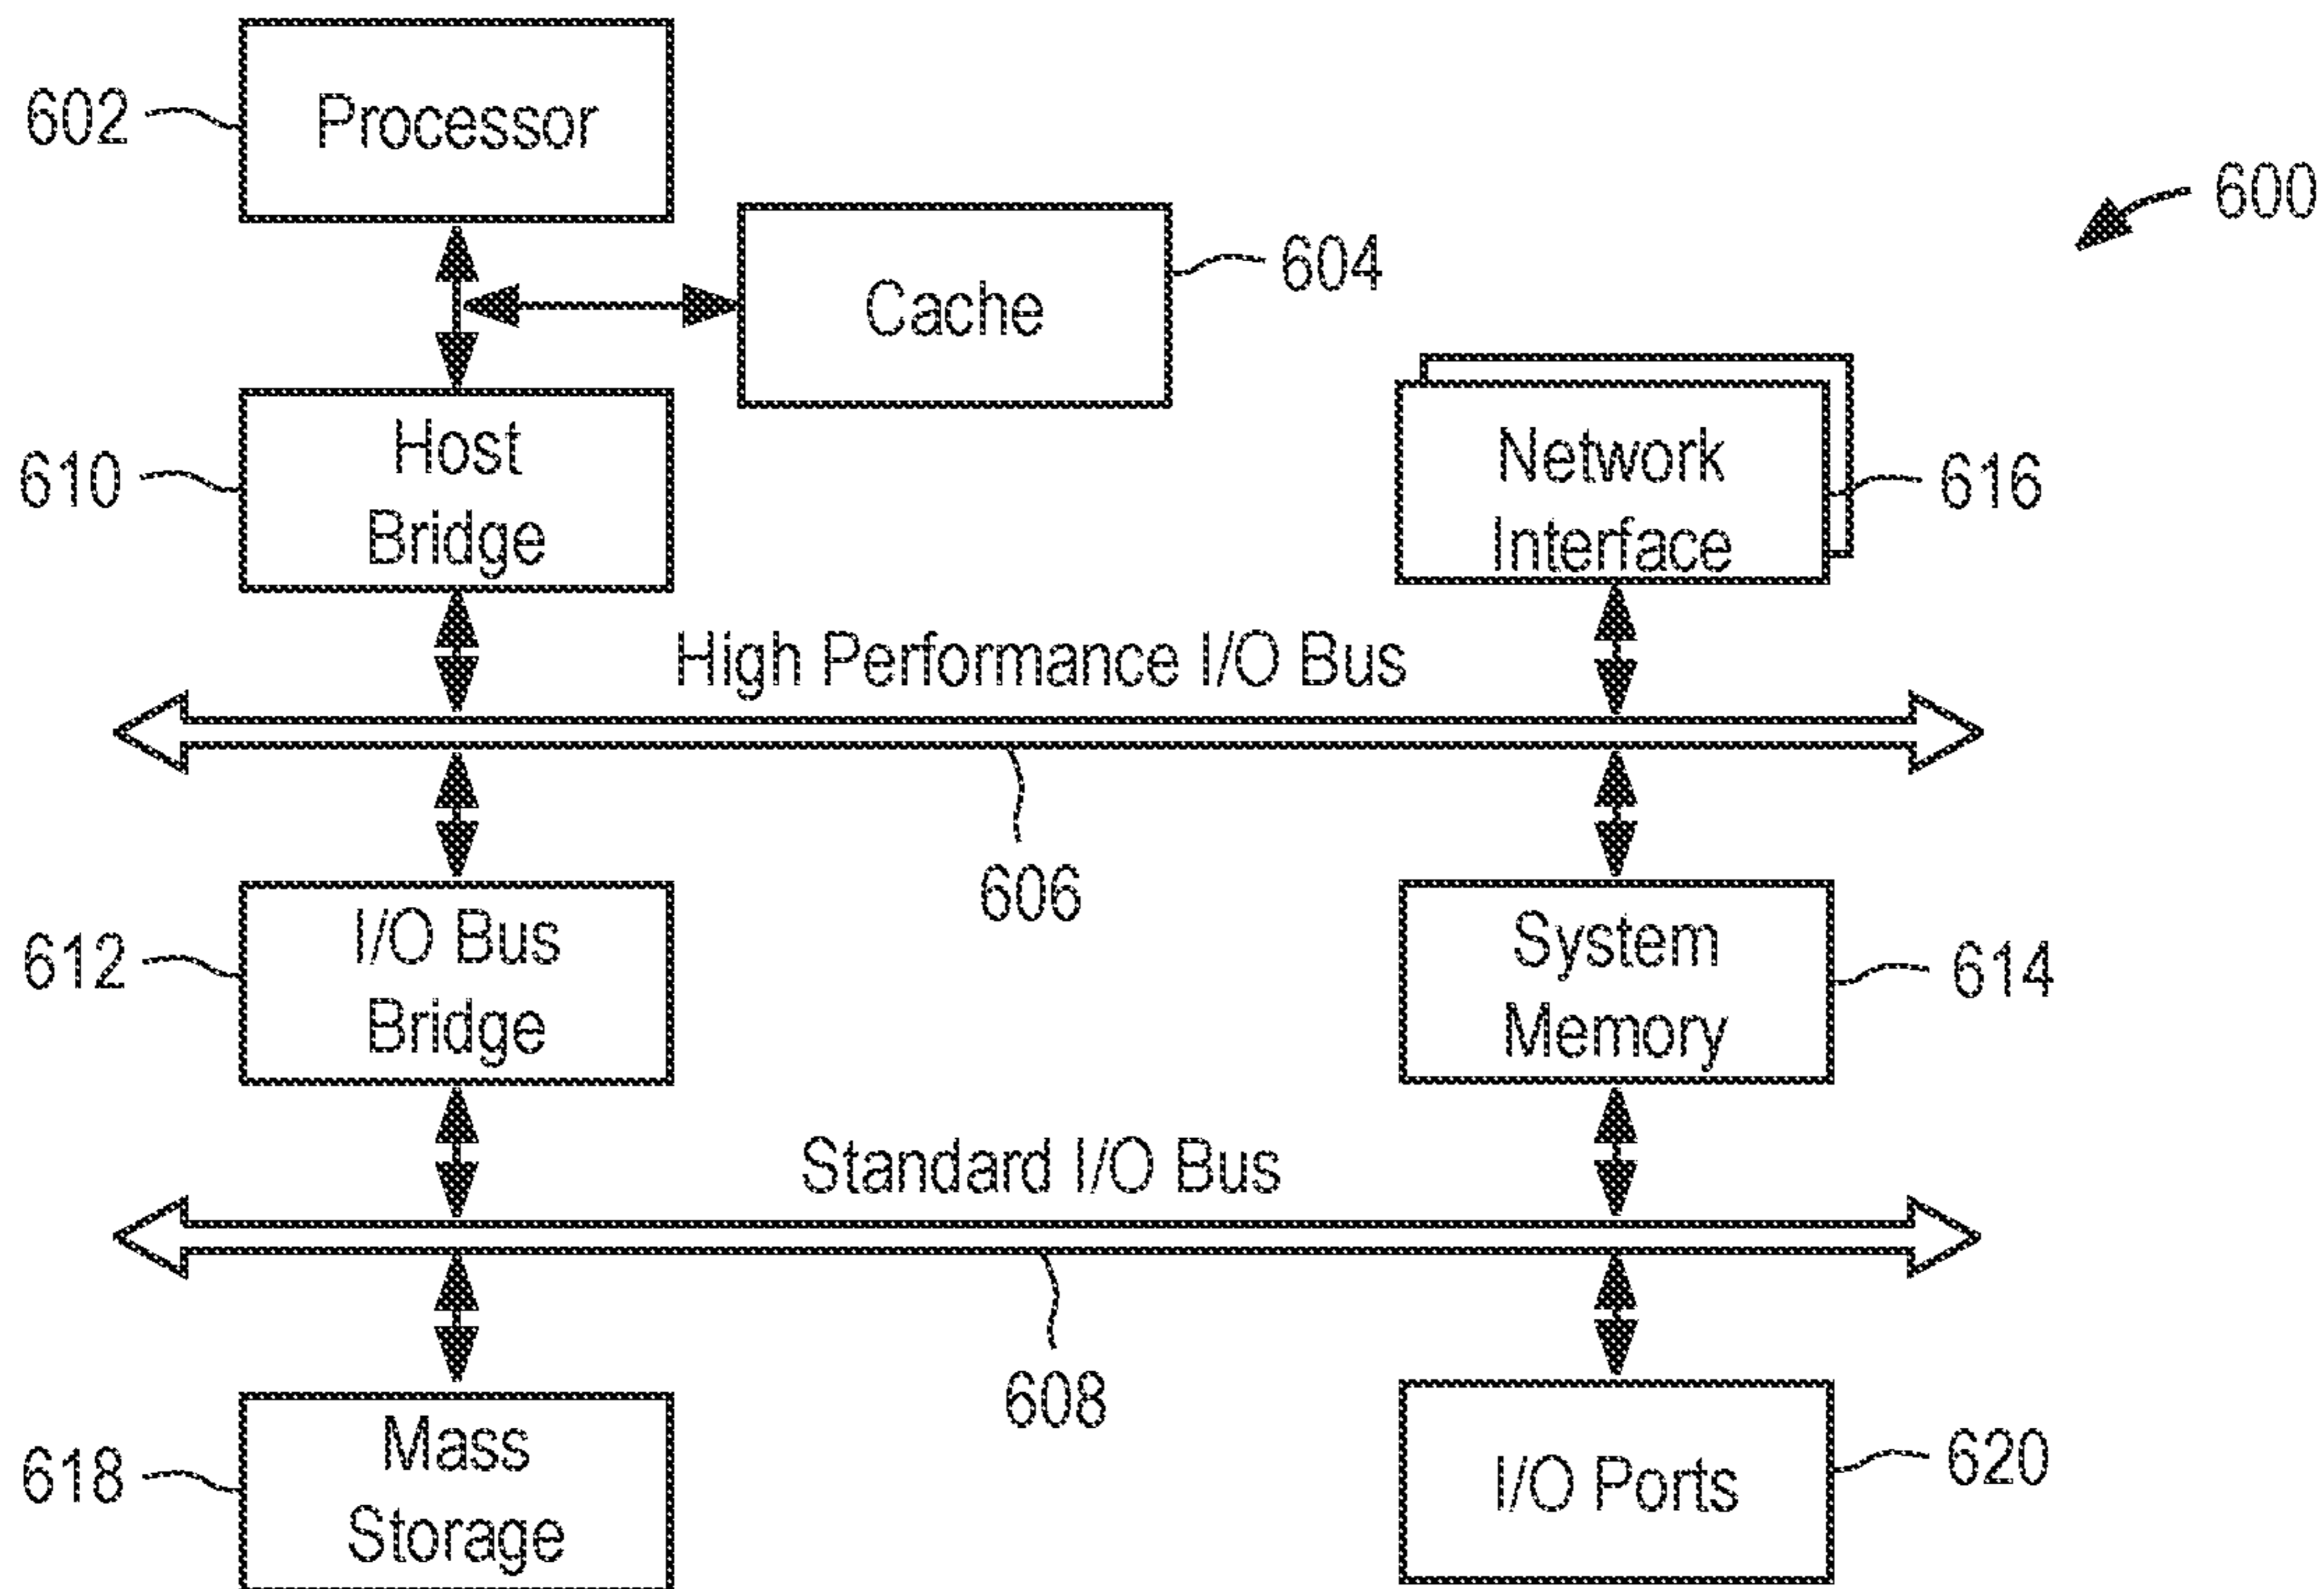 602
Processor
600
Cache
604
610
Host
Bridge
Network
Interface
616
High Performance I/O Bus
606
612
I/O Bus
Bridge
System
Memory
614
Standard I/O Bus
608
618
Mass
Storage
I/O Ports
620